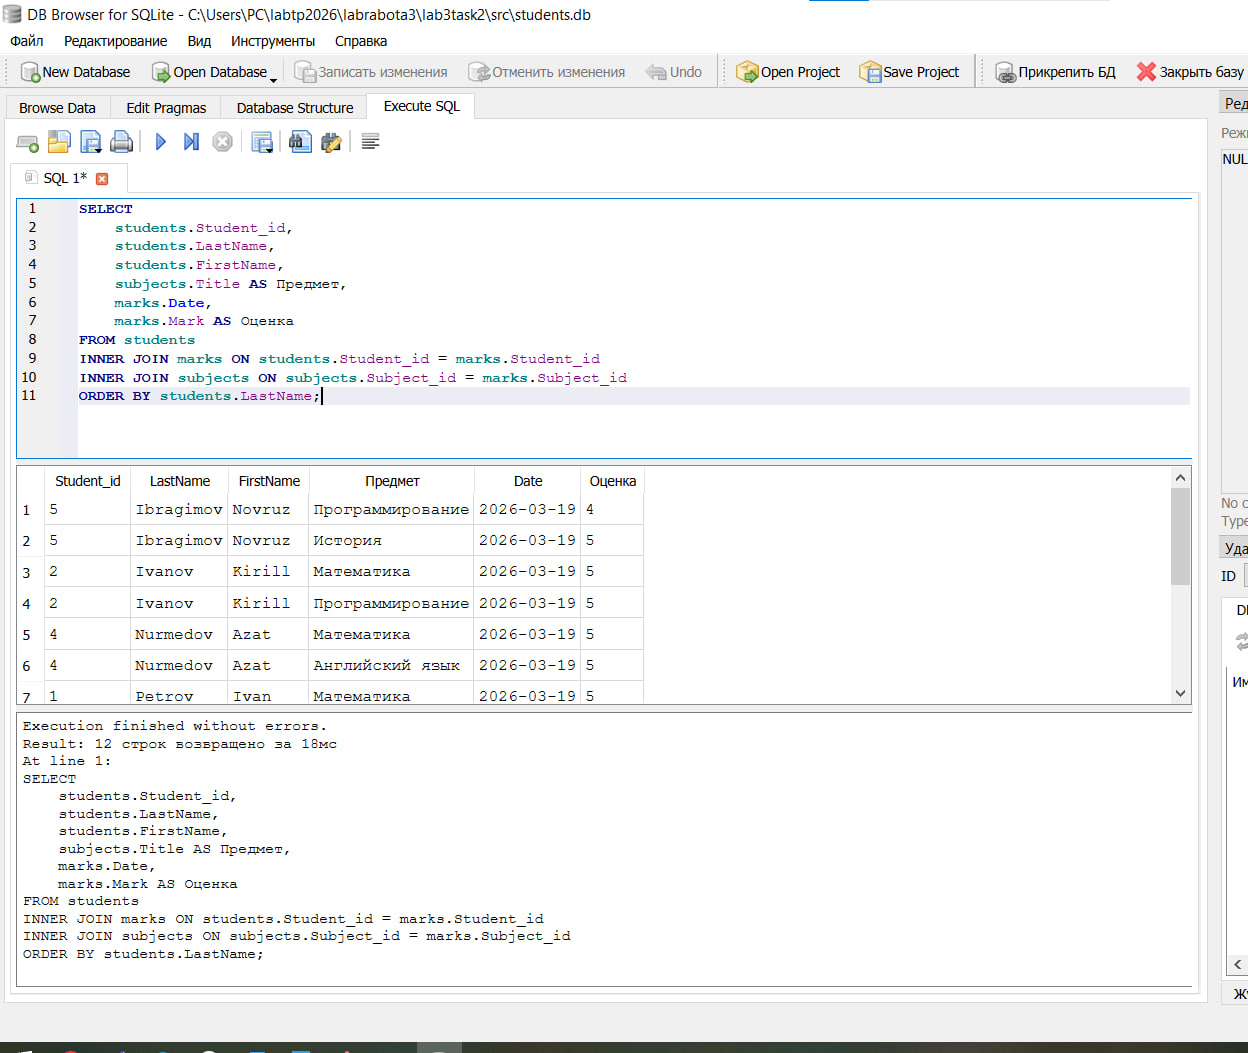 DB Browser for SQLite - C:\Users\PC\labtp2026\labrabota3\lab3task2\src\students.db
Файл Редактирование Вид Инструменты Справка
New Database Open Database Записать изменения Отменить изменения Undo Open Project Save Project Прикрепить БД Закрыть базу
Browse Data Edit Pragmas Database Structure Execute SQL
SQL 1*
1 SELECT
2 students.Student_id,
3 students.LastName,
4 students.FirstName,
5 subjects.Title AS Предмет,
6 marks.Date,
7 marks.Mark AS Оценка
8 FROM students
9 INNER JOIN marks ON students.Student_id = marks.Student_id
10 INNER JOIN subjects ON subjects.Subject_id = marks.Subject_id
11 ORDER BY students.LastName;
Student_id LastName FirstName Предмет Date Оценка
1 5 Ibragimov Novruz Программирование 2026-03-19 4
2 5 Ibragimov Novruz История 2026-03-19 5
3 2 Ivanov Kirill Математика 2026-03-19 5
4 2 Ivanov Kirill Программирование 2026-03-19 5
5 4 Nurmedov Azat Математика 2026-03-19 5
6 4 Nurmedov Azat Английский язык 2026-03-19 5
7 1 Petrov Ivan Математика 2026-03-19 5
Execution finished without errors.
Result: 12 строк возвращено за 18мс
At line 1:
SELECT
students.Student_id,
students.LastName,
students.FirstName,
subjects.Title AS Предмет,
marks.Date,
marks.Mark AS Оценка
FROM students
INNER JOIN marks ON students.Student_id = marks.Student_id
INNER JOIN subjects ON subjects.Subject_id = marks.Subject_id
ORDER BY students.LastName;
Ред
Режи
NUL
No c
Type
Уда
ID
Им